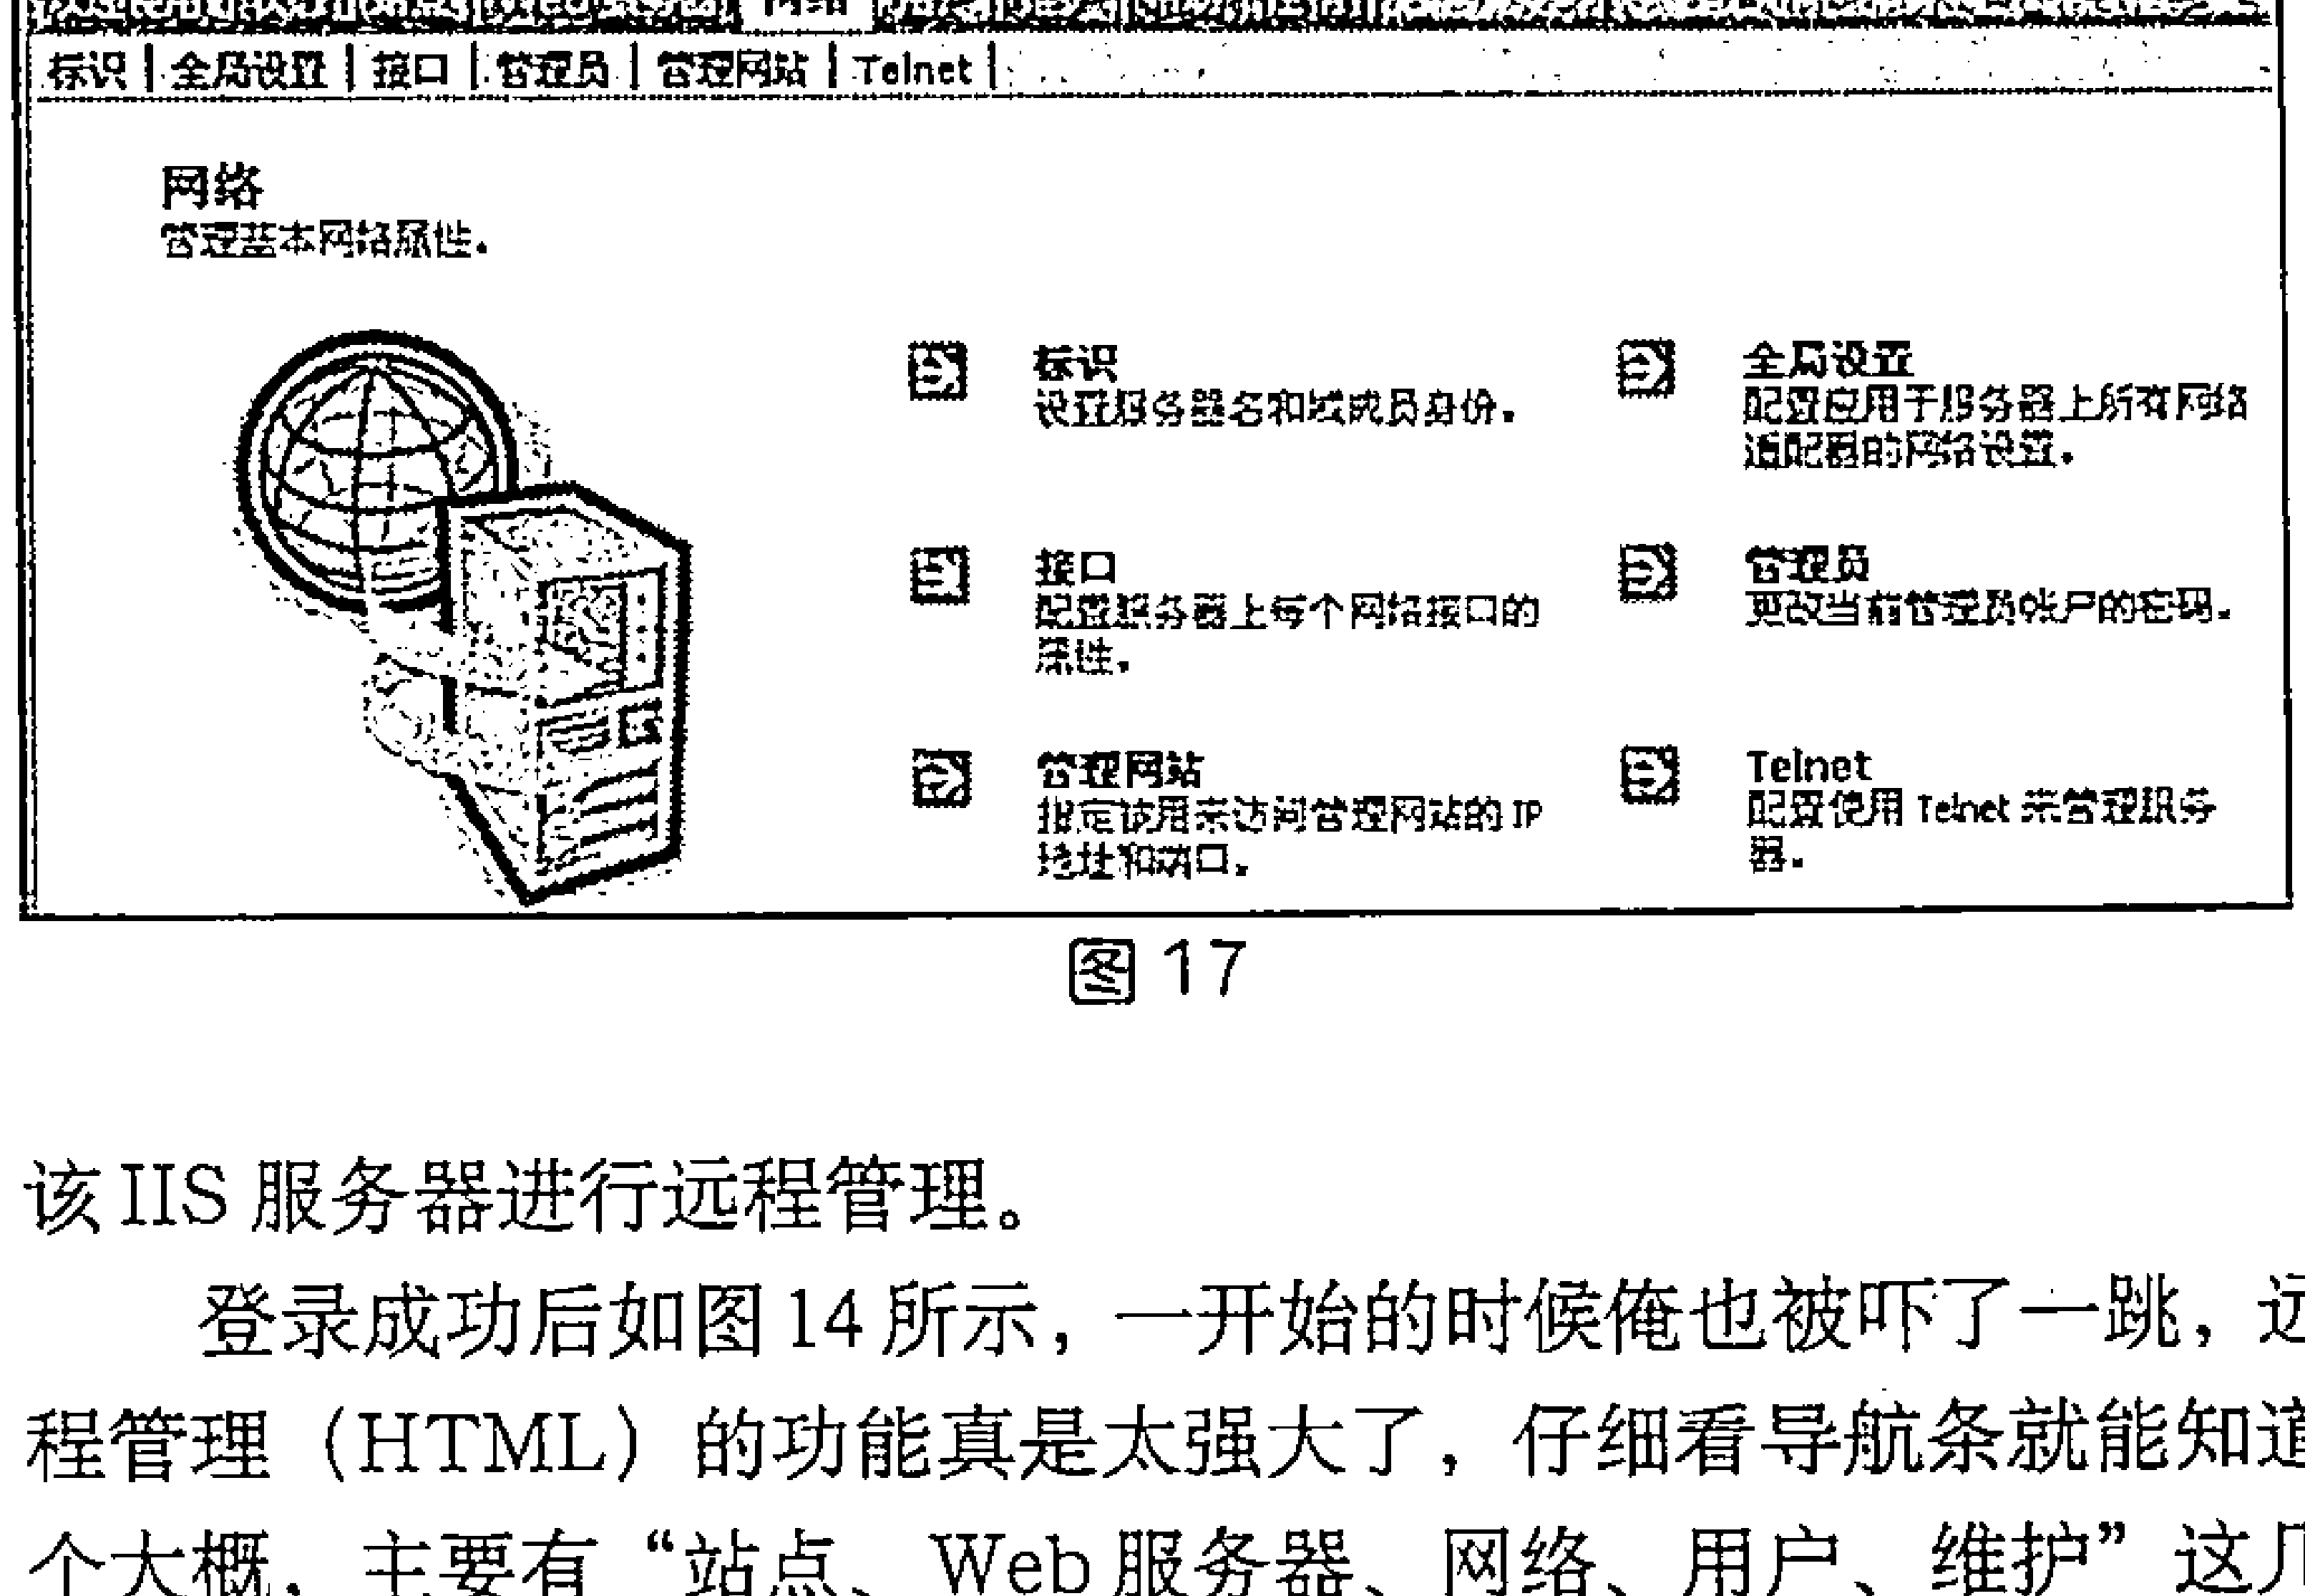 标识 | 全局设置 | 接口 | 管理员 | 管理网站 | Telnet |
网络
管理基本网络属性。
标识
设置服务器名和域成员身份。
全局设置
配置应用于服务器上所有网络
适配器的网络设置。
接口
配置服务器上每个网络接口的
属性。
管理员
更改当前管理员帐户的密码。
管理网站
指定该用来访问管理网站的 IP
地址和端口。
Telnet
配置使用 Telnet 来管理服务
器。
图 17
该 IIS 服务器进行远程管理。
登录成功后如图 14 所示，一开始的时候俺也被吓了一跳，远
程管理（HTML）的功能真是太强大了，仔细看导航条就能知道
个大概，主要有“站点、Web 服务器、网络、用户、维护”这几